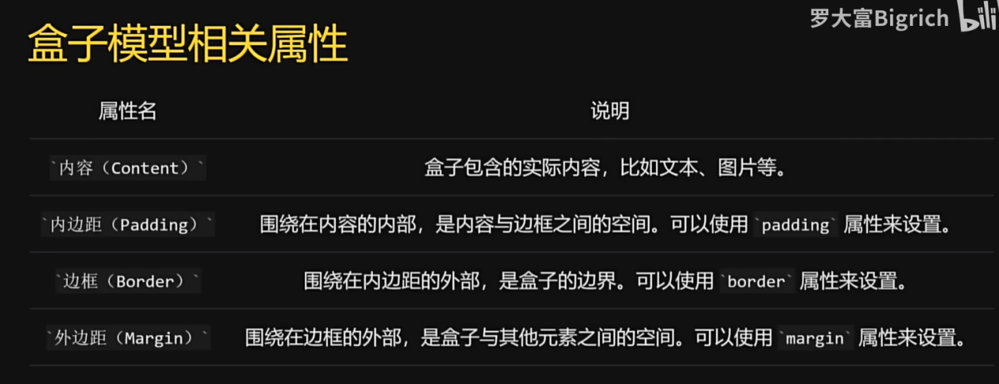 罗大富Bigrich bili
盒子模型相关属性
属性名 说明
`内容（Content）` 盒子包含的实际内容，比如文本、图片等。
`内边距（Padding）` 围绕在内容的内部，是内容与边框之间的空间。可以使用 `padding` 属性来设置。
`边框（Border）` 围绕在内边距的外部，是盒子的边界。可以使用 `border` 属性来设置。
`外边距（Margin）` 围绕在边框的外部，是盒子与其他元素之间的空间。可以使用 `margin` 属性来设置。